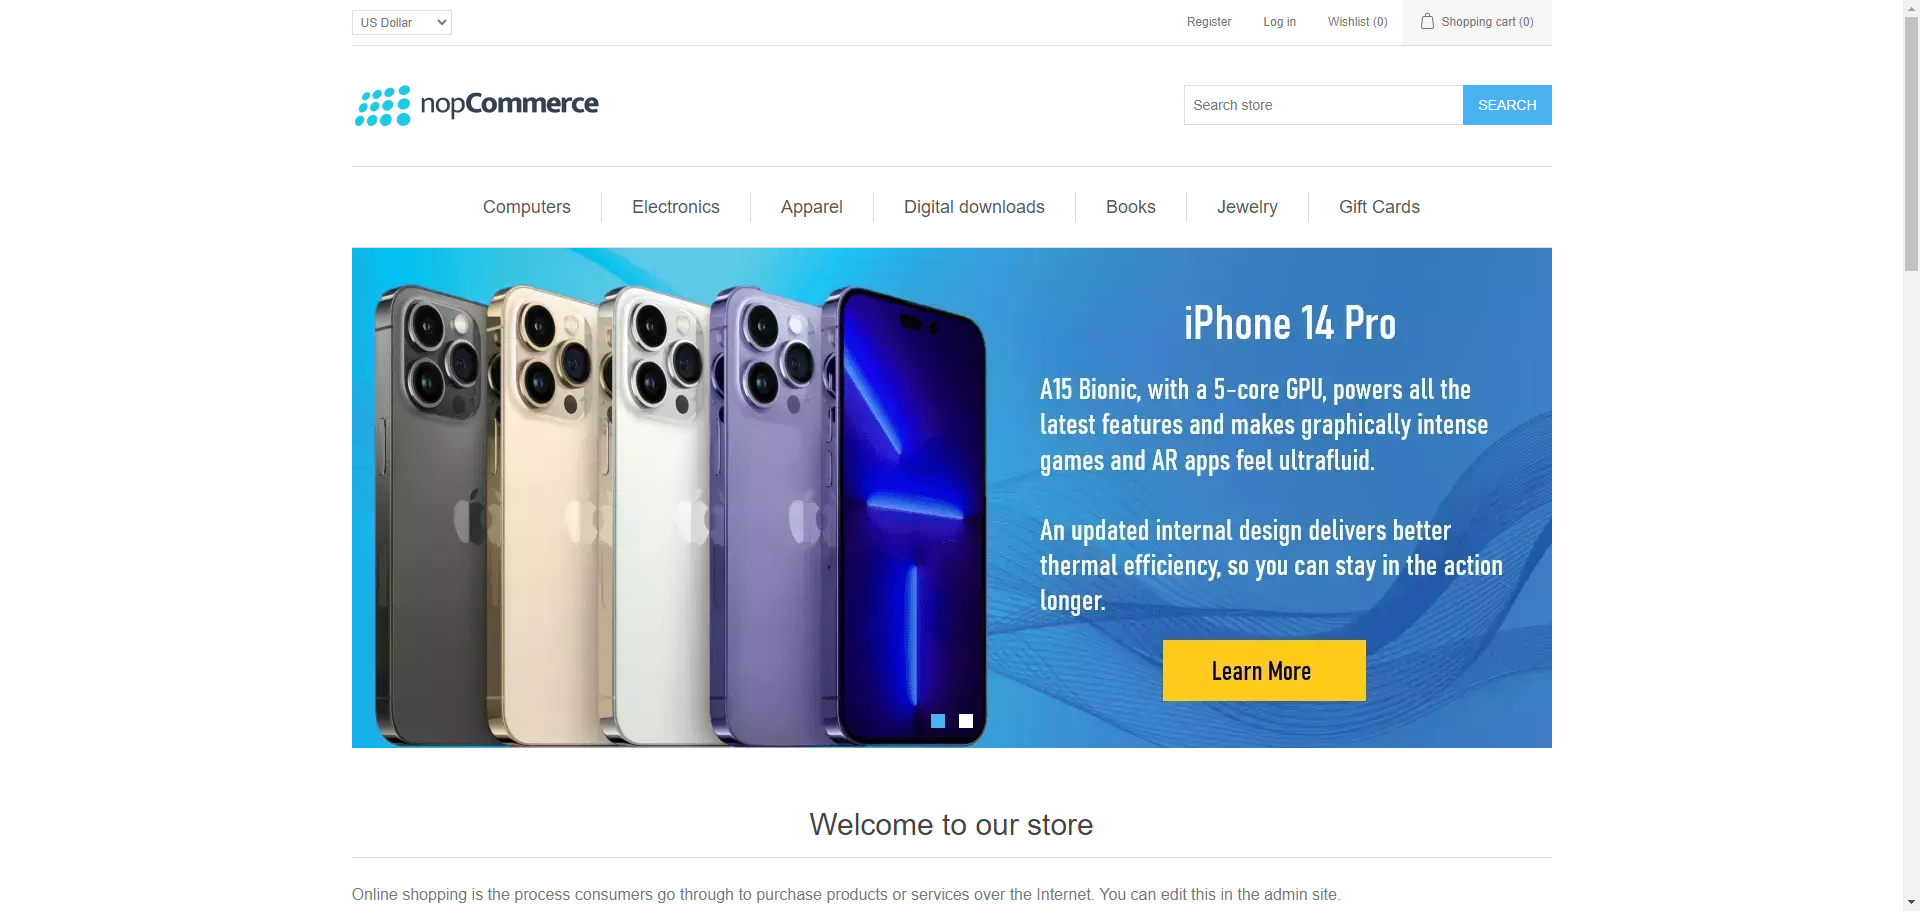 US Dollar
Register
Log in
Wishlist (0)
Shopping cart (0)
nopCommerce
Search store
SEARCH
Computers
Electronics
Apparel
Digital downloads
Books
Jewelry
Gift Cards
iPhone 14 Pro
A15 Bionic, with a 5-core GPU, powers all the
latest features and makes graphically intense
games and AR apps feel ultrafluid.
An updated internal design delivers better
thermal efficiency, so you can stay in the action
longer.
Learn More
Welcome to our store
Online shopping is the process consumers go through to purchase products or services over the Internet. You can edit this in the admin site.